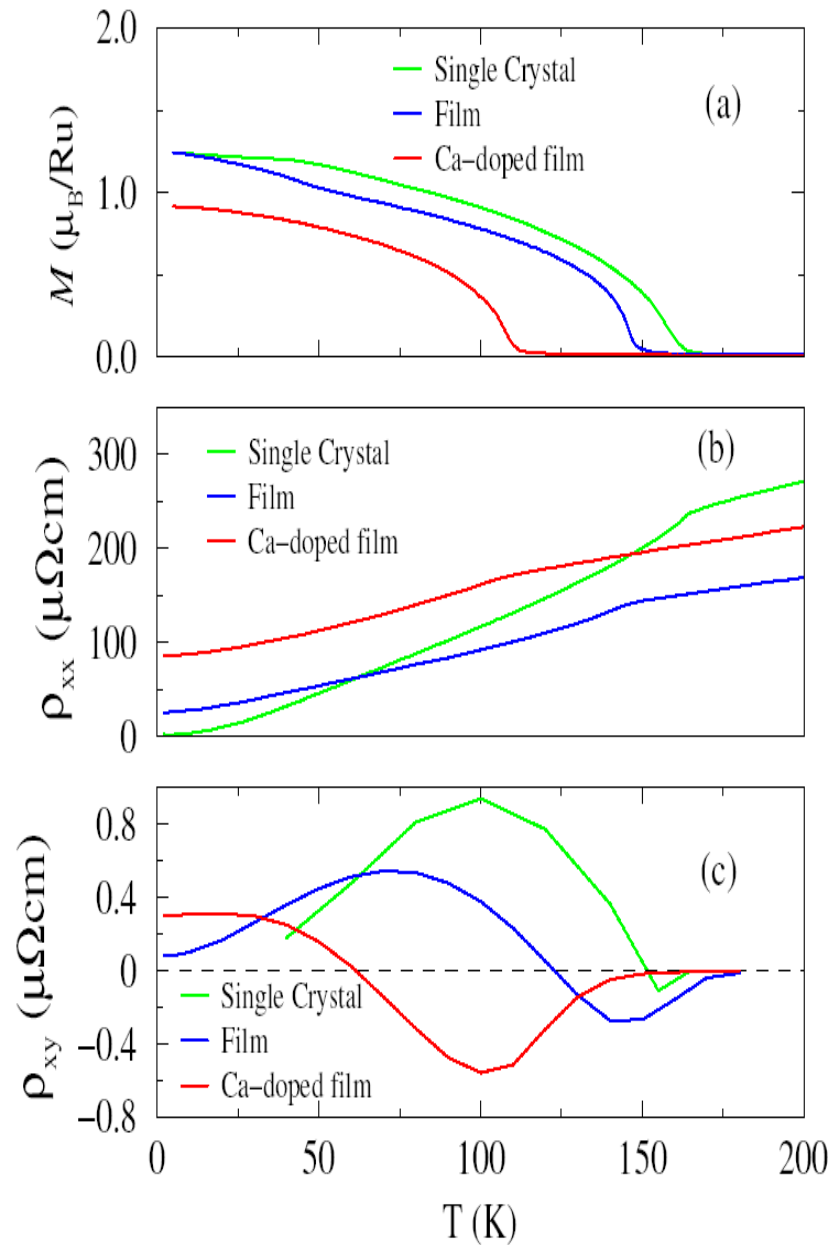 2.0
1.0
0.0
M (μB/Ru)
Single Crystal
Film
Ca–doped film
(a)
300
200
100
0
ρxx (μΩcm)
Single Crystal
Film
Ca–doped film
(b)
0.8
0.4
0
−0.4
−0.8
ρxy (μΩcm)
(c)
Single Crystal
Film
Ca–doped film
0 50 100 150 200
T (K)